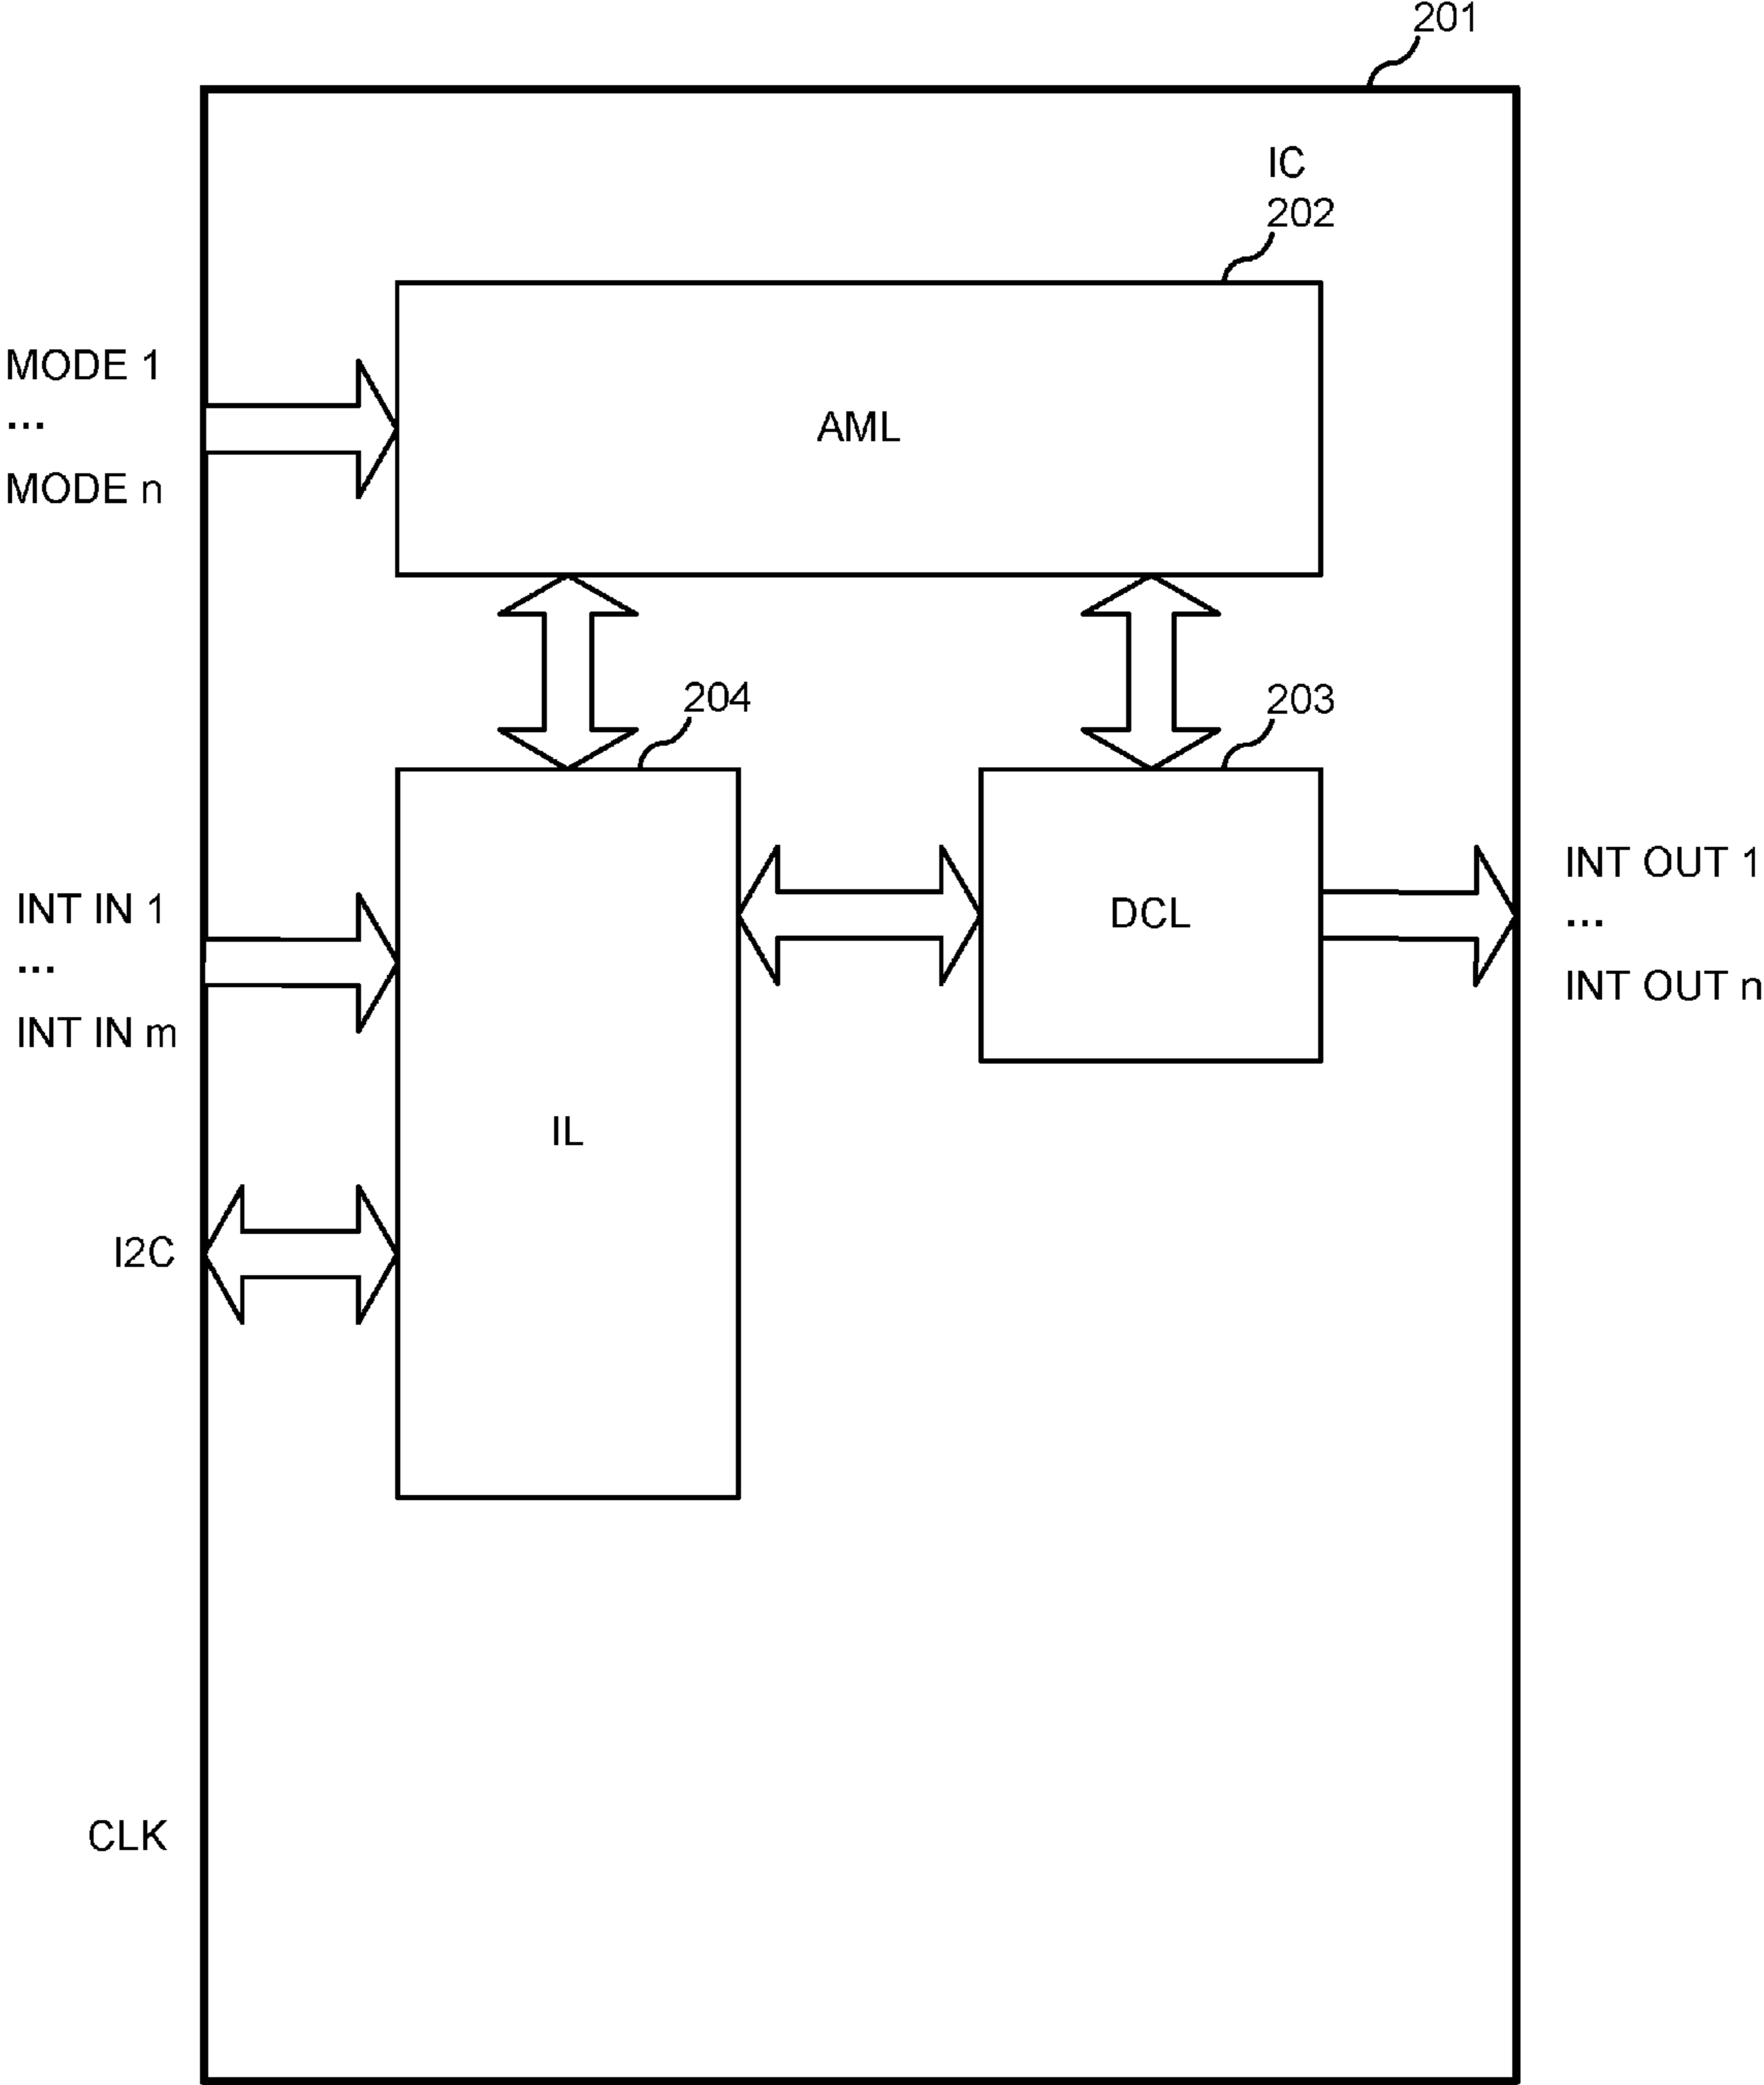 201
IC
202
MODE 1
...
MODE n
AML
204
203
INT IN 1
...
INT IN m
DCL
INT OUT 1
...
INT OUT n
IL
I2C
CLK